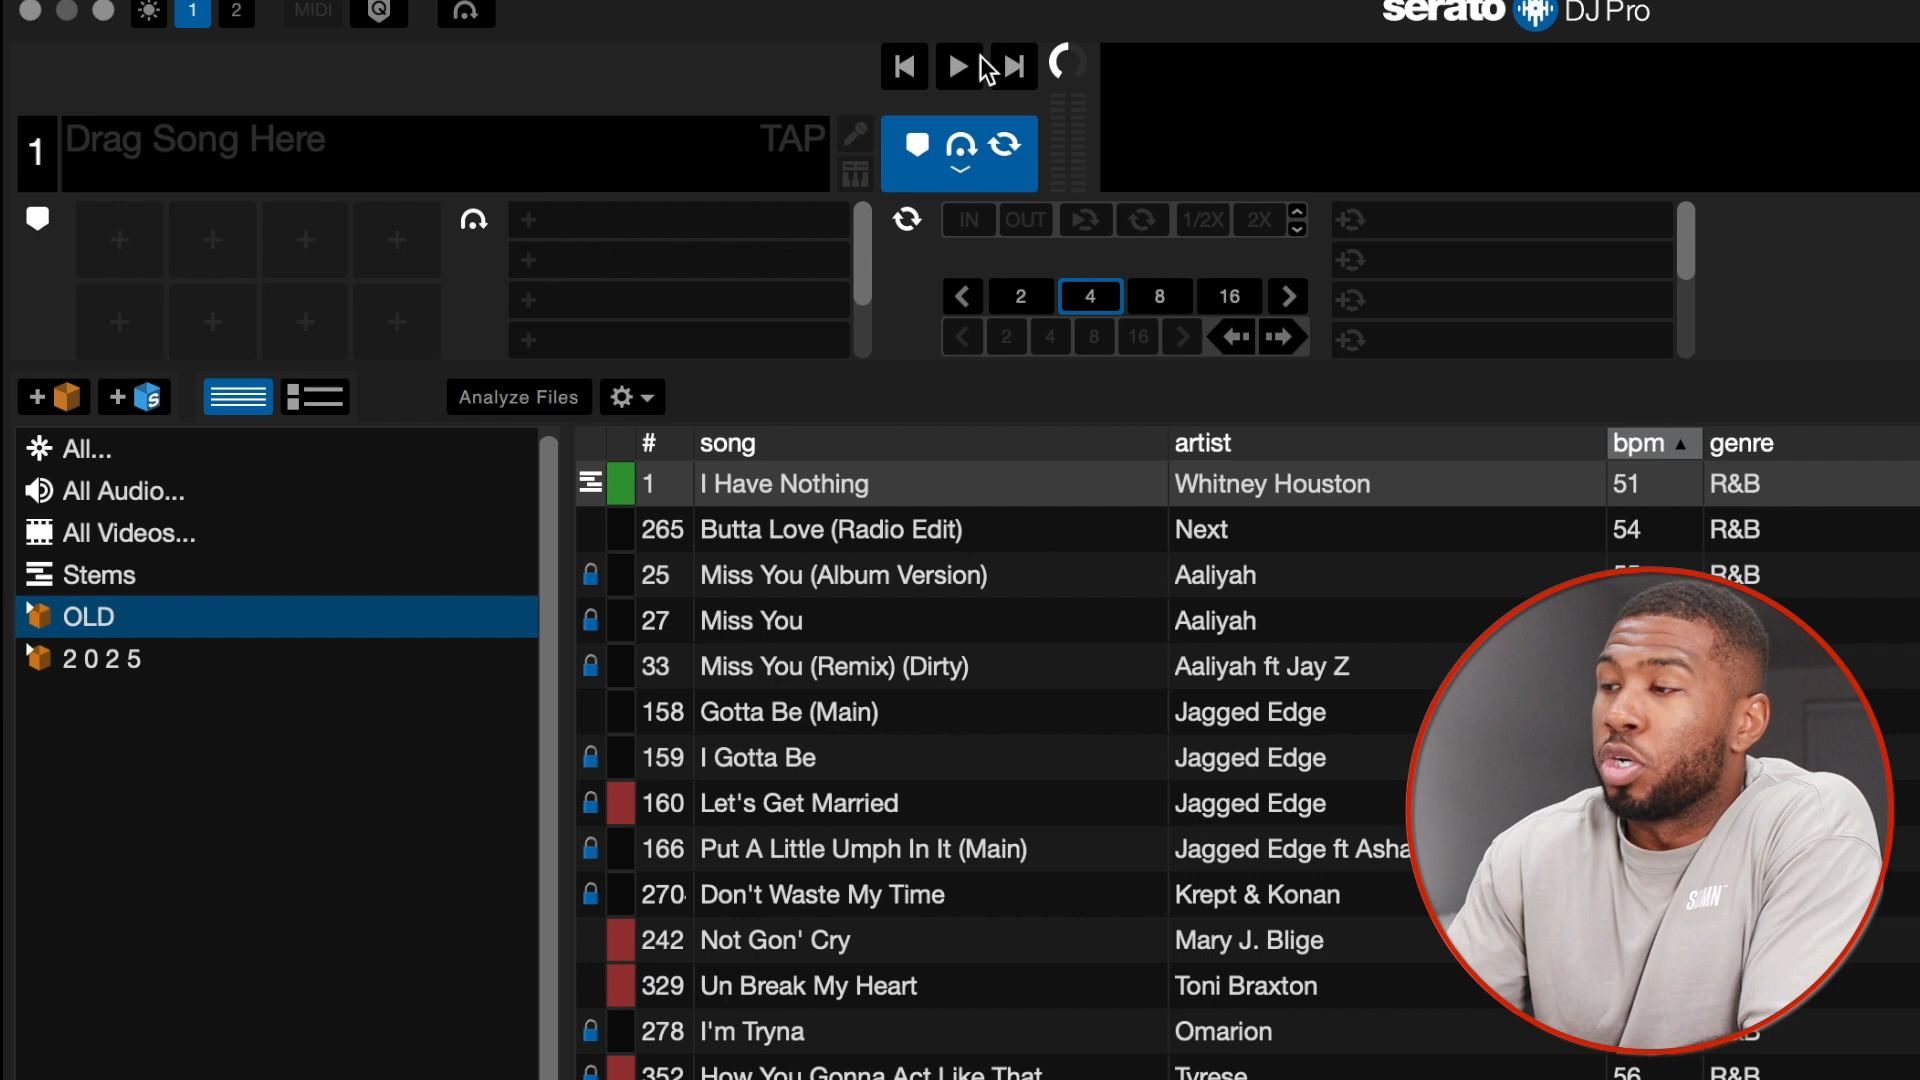 1
2
MIDI
serato DJ Pro
1
Drag Song Here
TAP
IN OUT 1/2X 2X
2 4 8 16
2 4 8 16
Analyze Files
All...
All Audio...
All Videos...
Stems
OLD
2 0 2 5
# song artist bpm genre
1 I Have Nothing Whitney Houston 51 R&B
265 Butta Love (Radio Edit) Next 54 R&B
25 Miss You (Album Version) Aaliyah R&B
27 Miss You Aaliyah
33 Miss You (Remix) (Dirty) Aaliyah ft Jay Z
158 Gotta Be (Main) Jagged Edge
159 I Gotta Be Jagged Edge
160 Let's Get Married Jagged Edge
166 Put A Little Umph In It (Main) Jagged Edge ft Asha
270 Don't Waste My Time Krept & Konan
242 Not Gon' Cry Mary J. Blige
329 Un Break My Heart Toni Braxton
278 I'm Tryna Omarion
352 How You Gonna Act Like That Tyrese 56 R&B